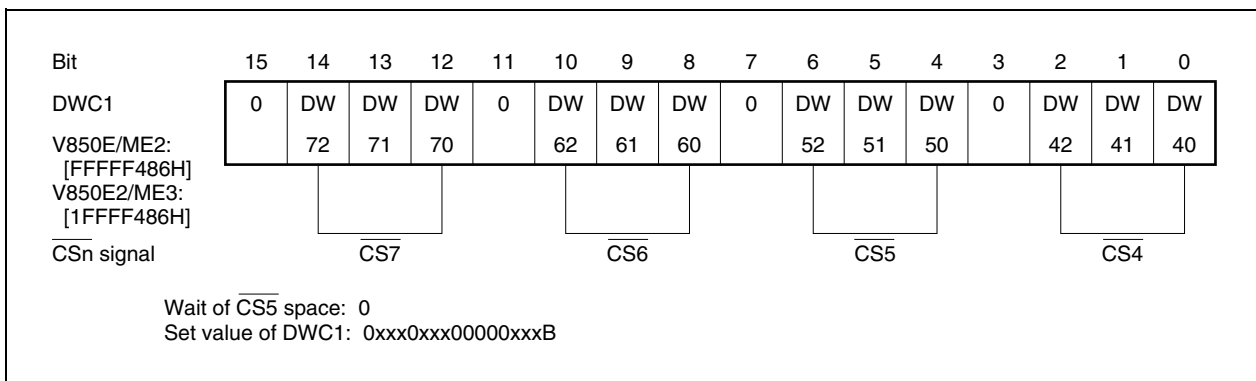 Bit 15 14 13 12 11 10 9 8 7 6 5 4 3 2 1 0
DWC1 0 DW DW DW 0 DW DW DW 0 DW DW DW 0 DW DW DW
V850E/ME2: 72 71 70 62 61 60 52 51 50 42 41 40
[FFFFF486H]
V850E2/ME3:
[1FFFF486H]
CSn signal CS7 CS6 CS5 CS4
Wait of CS5 space: 0
Set value of DWC1: 0xxx0xxx00000xxxB